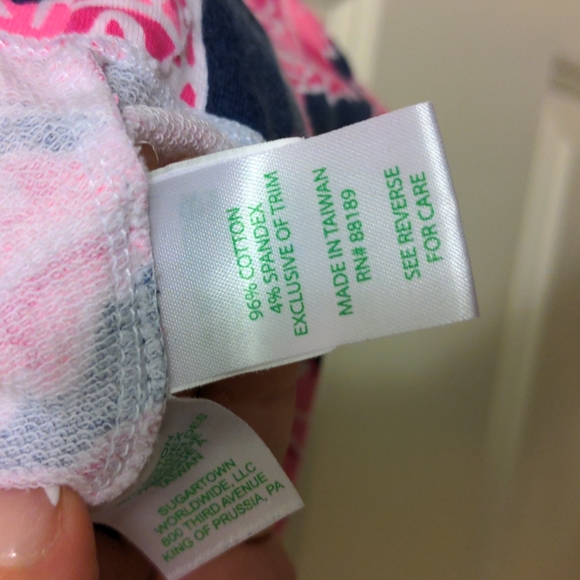 96% COTTON
4% SPANDEX
EXCLUSIVE OF TRIM
MADE IN TAIWAN
RN# 88189
SEE REVERSE
FOR CARE
SUGARTOWN
WORLDWIDE, LLC
800 THIRD AVENUE
KING OF PRUSSIA, PA